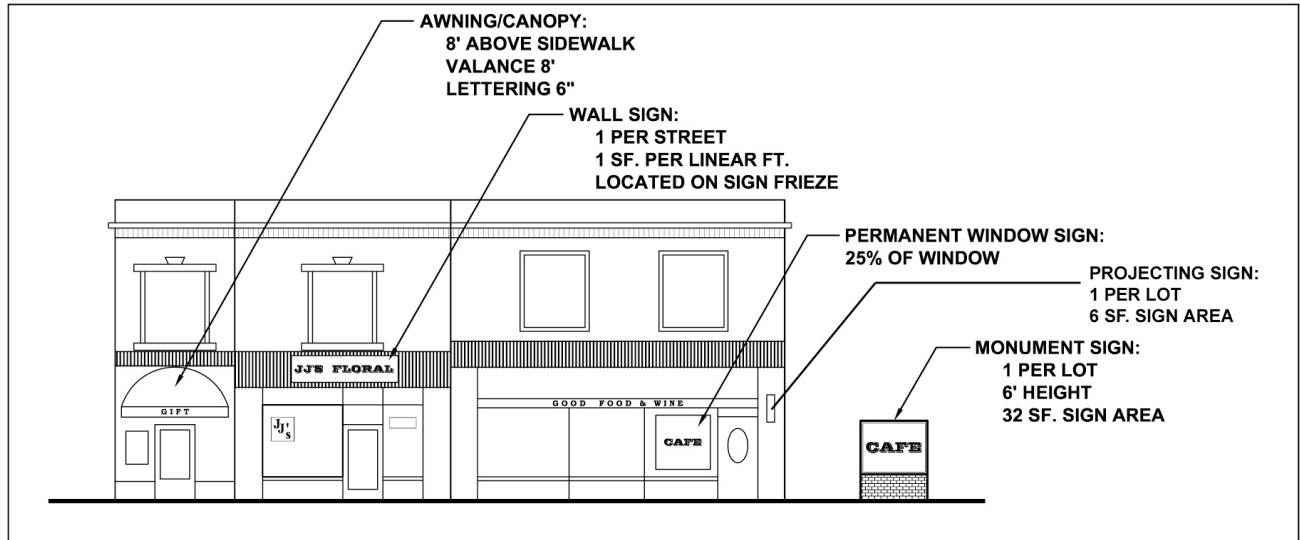 AWNING/CANOPY:
8' ABOVE SIDEWALK
VALANCE 8'
LETTERING 6"
WALL SIGN:
1 PER STREET
1 SF. PER LINEAR FT.
LOCATED ON SIGN FRIEZE
PERMANENT WINDOW SIGN:
25% OF WINDOW
PROJECTING SIGN:
1 PER LOT
6 SF. SIGN AREA
MONUMENT SIGN:
1 PER LOT
6' HEIGHT
32 SF. SIGN AREA
JJ'S FLORAL
GIFT
GOOD FOOD & WINE
JJ's
CAFE
CAFE